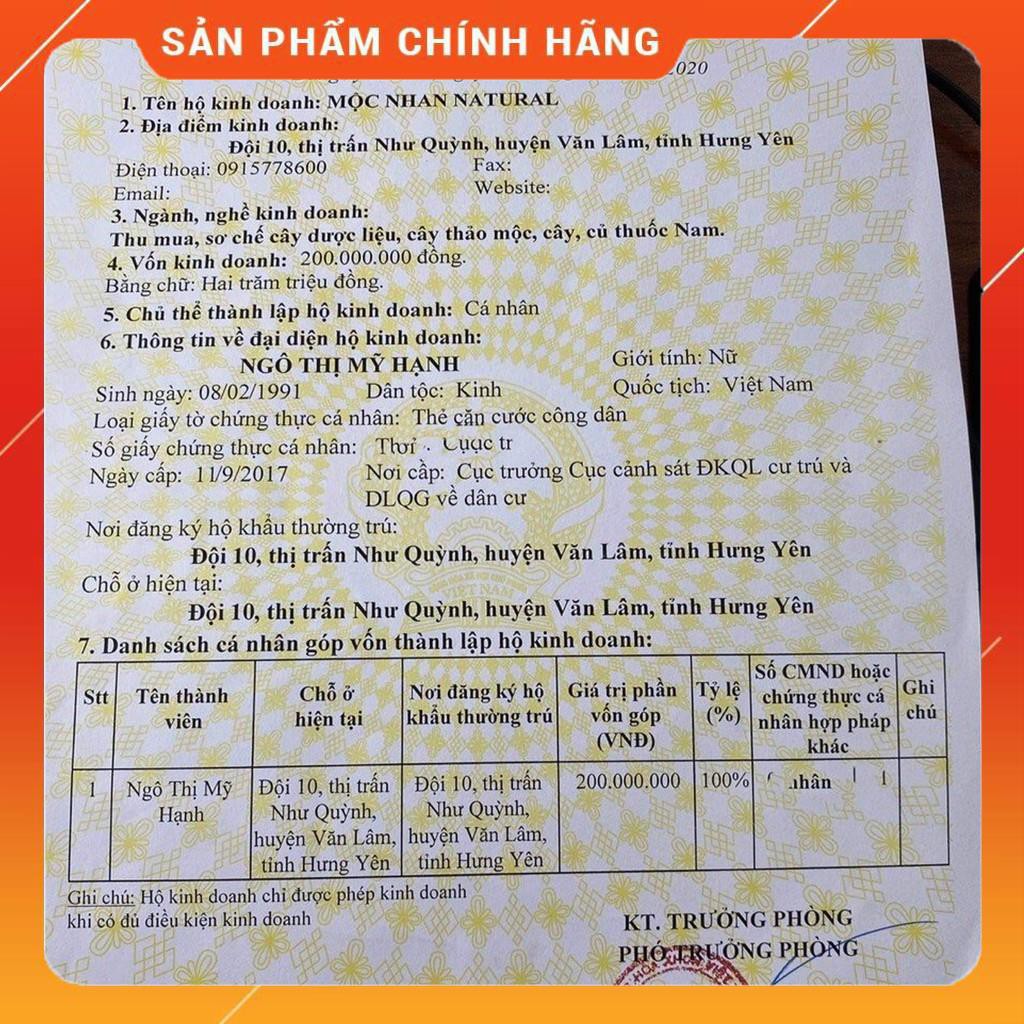 SẢN PHẨM CHÍNH HÃNG
2020
1. Tên hộ kinh doanh: MỘC NHAN NATURAL
2. Địa điểm kinh doanh:
Đội 10, thị trấn Như Quỳnh, huyện Văn Lâm, tỉnh Hưng Yên
Điện thoại: 0915778600 Fax:
Email: Website:
3. Ngành, nghề kinh doanh:
Thu mua, sơ chế cây dược liệu, cây thảo mộc, cây, củ thuốc Nam.
4. Vốn kinh doanh: 200.000.000 đồng.
Bằng chữ: Hai trăm triệu đồng.
5. Chủ thể thành lập hộ kinh doanh: Cá nhân
6. Thông tin về đại diện hộ kinh doanh:
NGÔ THỊ MỸ HẠNH Giới tính: Nữ
Sinh ngày: 08/02/1991 Dân tộc: Kinh Quốc tịch: Việt Nam
Loại giấy tờ chứng thực cá nhân: Thẻ căn cước công dân
Số giấy chứng thực cá nhân:
Ngày cấp: 11/9/2017 Nơi cấp: Cục trưởng Cục cảnh sát ĐKQL cư trú và
DLQG về dân cư
Nơi đăng ký hộ khẩu thường trú:
Đội 10, thị trấn Như Quỳnh, huyện Văn Lâm, tỉnh Hưng Yên
Chỗ ở hiện tại:
Đội 10, thị trấn Như Quỳnh, huyện Văn Lâm, tỉnh Hưng Yên
7. Danh sách cá nhân góp vốn thành lập hộ kinh doanh:
Stt Tên thành viên Chỗ ở hiện tại Nơi đăng ký hộ khẩu thường trú Giá trị phần vốn góp (VNĐ) Tỷ lệ (%) Số CMND hoặc chứng thực cá nhân hợp pháp khác Ghi chú
1 Ngô Thị Mỹ Hạnh Đội 10, thị trấn Như Quỳnh, huyện Văn Lâm, tỉnh Hưng Yên Đội 10, thị trấn Như Quỳnh, huyện Văn Lâm, tỉnh Hưng Yên 200.000.000 100% nhân
Ghi chú: Hộ kinh doanh chỉ được phép kinh doanh
khi có đủ điều kiện kinh doanh
KT. TRƯỞNG PHÒNG
PHÓ TRƯỞNG PHÒNG